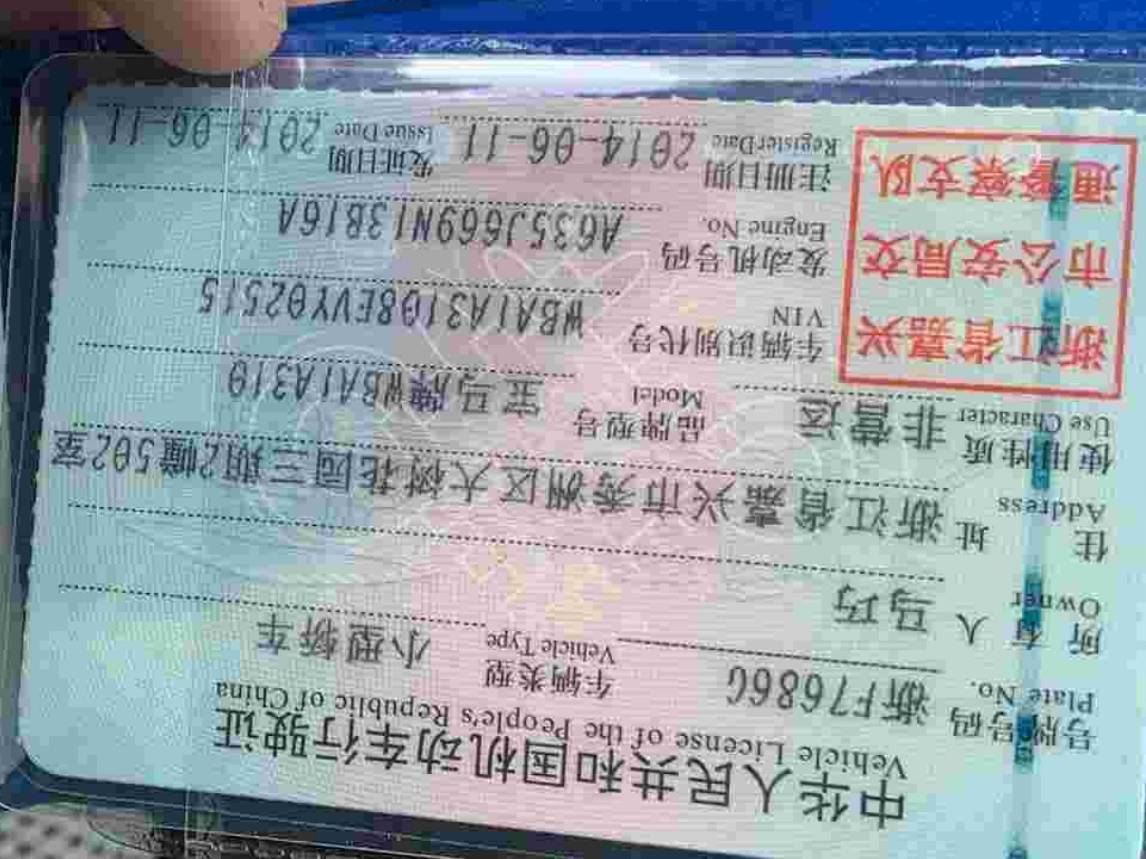 中华人民共和国机动车行驶证
Vehicle License of the People's Republic of China
号牌号码 浙F7686G 车辆类型 小型轿车
Plate No. Vehicle Type
所有人 马巧
Owner
住址 浙江省嘉兴市秀洲区大树花园三期2幢502室
Address
使用性质 非营运 品牌型号 宝马牌WBA1A310
Use Character Model
浙江省嘉兴
市公安局交
通警察支队
车辆识别代号 WBA1A3108EVY02515
VIN
发动机号码 A635J669N13B16A
Engine No.
注册日期 2014-06-11 发证日期 2014-06-11
Register Date Issue Date